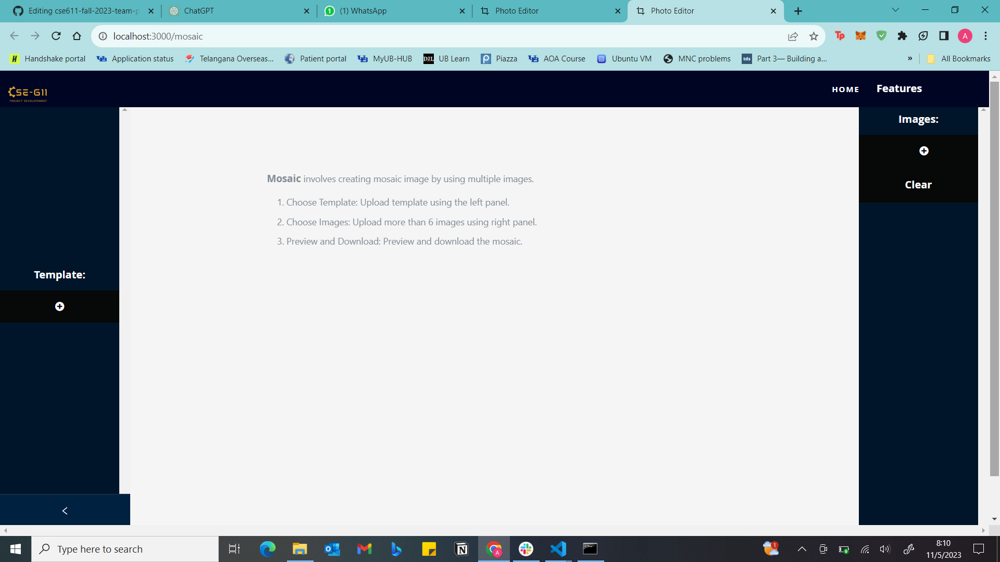 Editing cse611-fall-2023-team-p
ChatGPT
(1) WhatsApp
Photo Editor
Photo Editor
localhost:3000/mosaic
Tp
A
Handshake portal
Application status
Telangana Overseas...
Patient portal
MyUB-HUB
UB Learn
Piazza
AOA Course
Ubuntu VM
MNC problems
Part 3— Building a...
»
All Bookmarks
CSE-611
PROJECT DEVELOPEMENT
HOME
Features
Images:
Clear
Mosaic involves creating mosaic image by using multiple images.
1. Choose Template: Upload template using the left panel.
2. Choose Images: Upload more than 6 images using right panel.
3. Preview and Download: Preview and download the mosaic.
Template:
Type here to search
1
8:10
11/5/2023